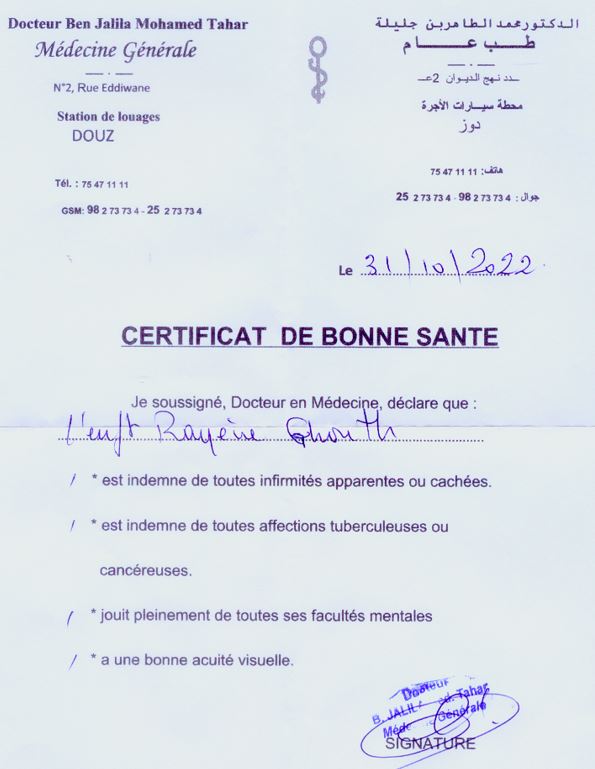 Docteur Ben Jalila Mohamed Tahar
Médecine Générale
N°2, Rue Eddiwane
Station de louages
DOUZ
Tél. : 75 47 11 11
GSM: 98 2 73 73 4 - 25 2 73 73 4
الدكتور محمد الطاهر بن جليلة
طب عام
عدد 2 نهج الديوان
محطة سيارات الأجرة
دوز
هاتف: 75 47 11 11
جوال : 98 2 73 73 4 - 25 2 73 73 4
Le 31/10/2022
CERTIFICAT DE BONNE SANTE
Je soussigné, Docteur en Médecine, déclare que :
l'enft Rayène Ghouth
/ * est indemne de toutes infirmités apparentes ou cachées.
/ * est indemne de toutes affections tuberculeuses ou
cancéreuses.
/ * jouit pleinement de toutes ses facultés mentales
/ * a une bonne acuité visuelle.
Docteur
B. JALIL ed. Tahar
Méde Générale
SIGNATURE